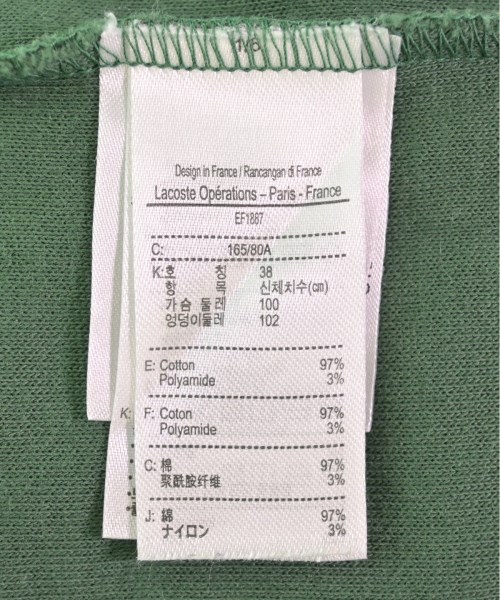 1/6
Design in France / Rancangan di France
Lacoste Opérations – Paris - France
EF1887
C: 165/80A
K: 호 칭 38
항 목 신체치수(cm)
가슴 둘레 100
엉덩이둘레 102
E: Cotton 97%
Polyamide 3%
F: Coton 97%
Polyamide 3%
C: 棉 97%
聚酰胺纤维 3%
J: 綿 97%
ナイロン 3%
K: